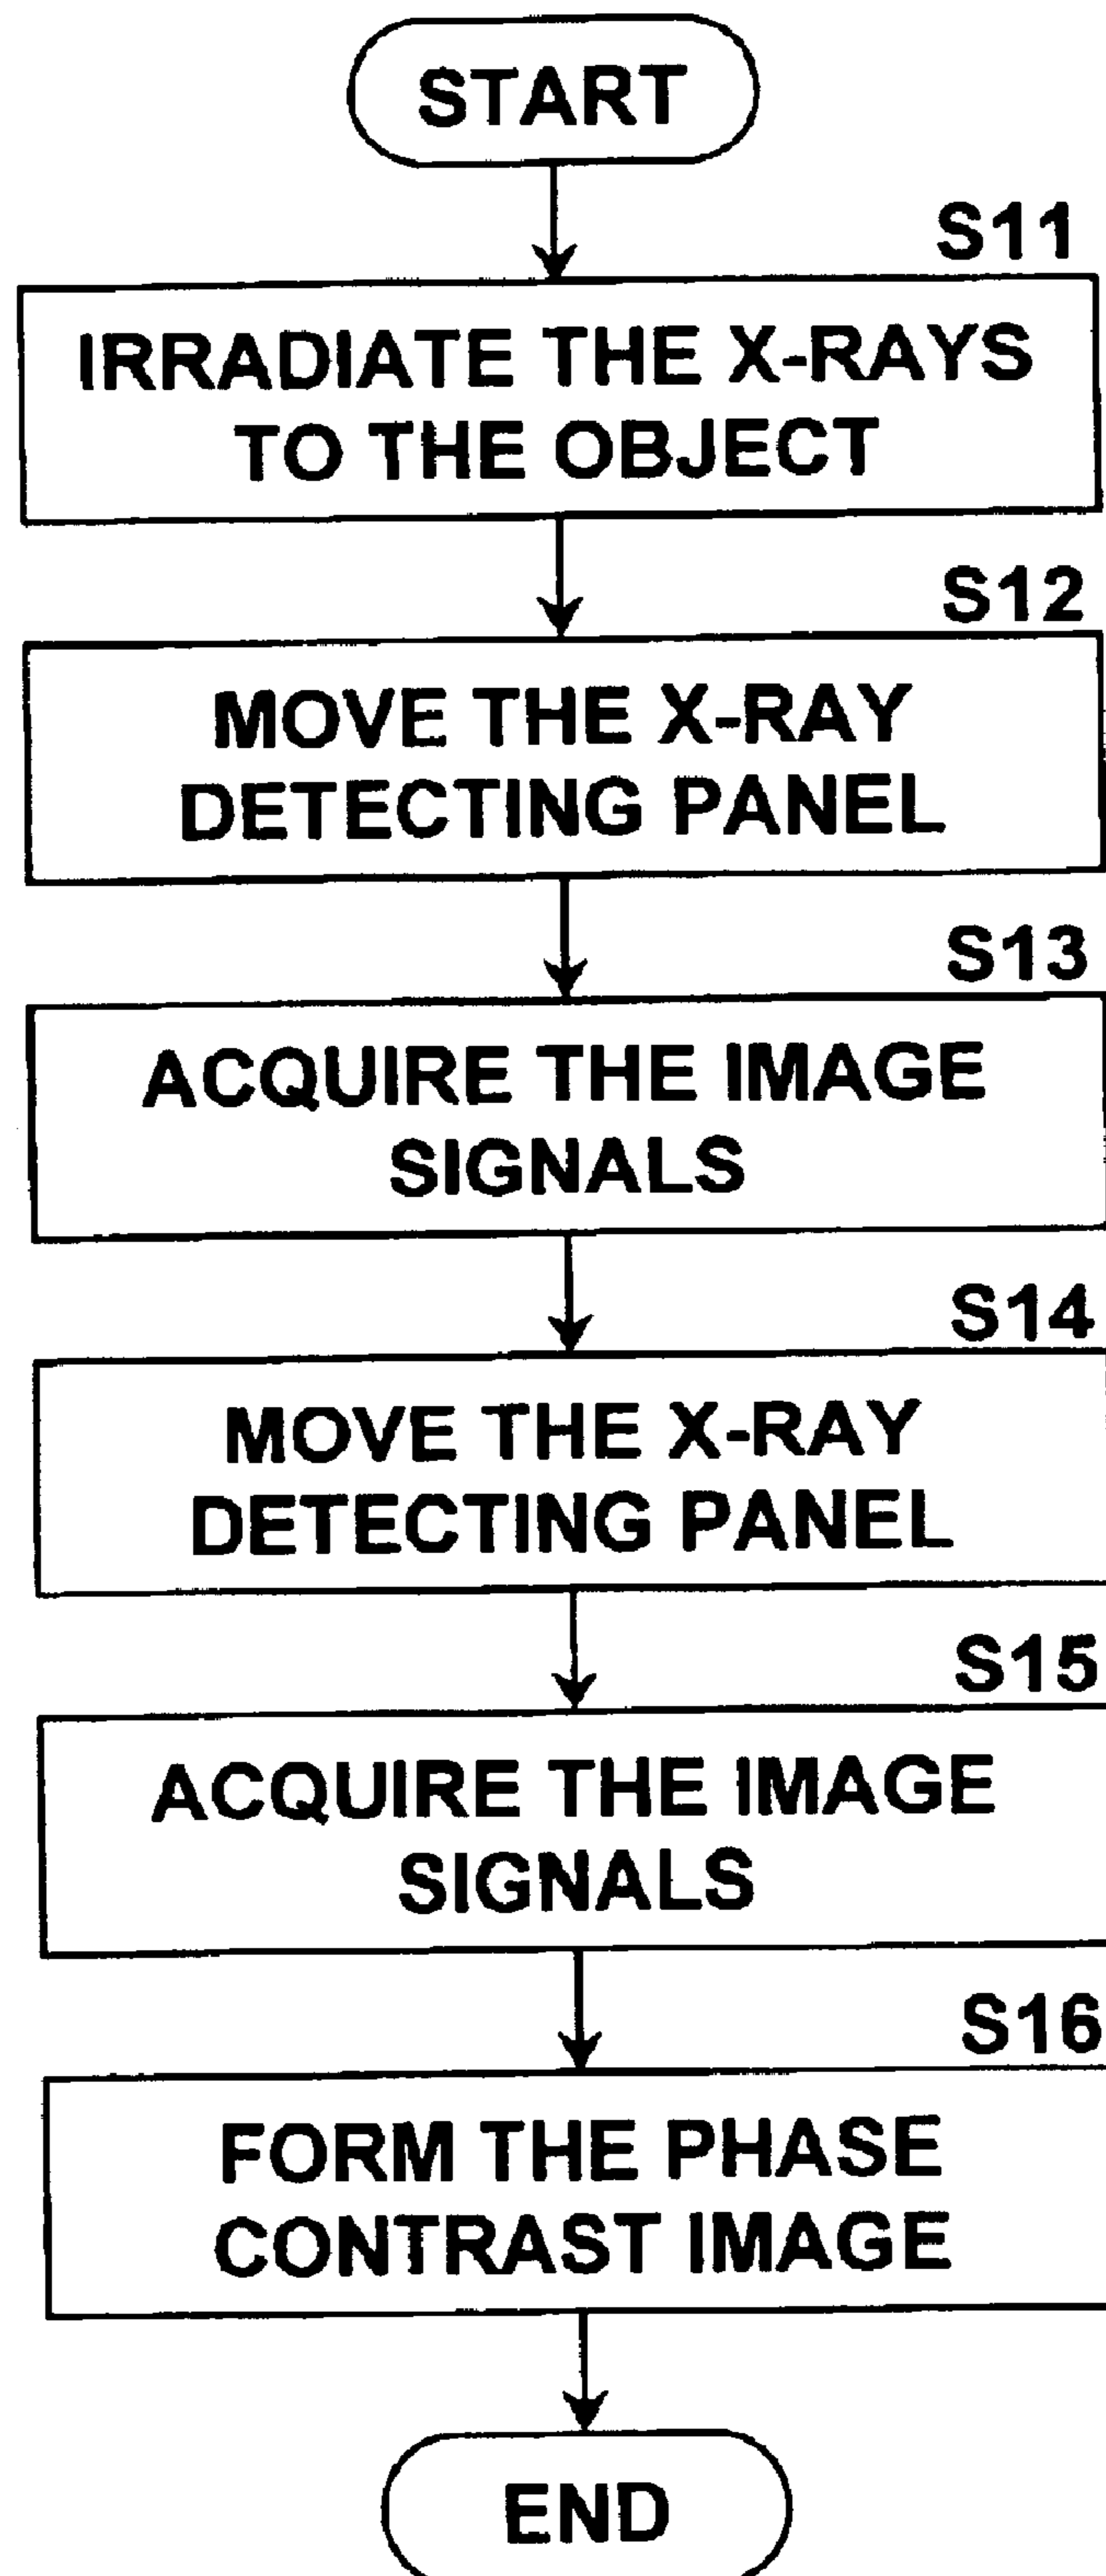 START
S11
IRRADIATE THE X-RAYS
TO THE OBJECT
S12
MOVE THE X-RAY
DETECTING PANEL
S13
ACQUIRE THE IMAGE
SIGNALS
S14
MOVE THE X-RAY
DETECTING PANEL
S15
ACQUIRE THE IMAGE
SIGNALS
S16
FORM THE PHASE
CONTRAST IMAGE
END